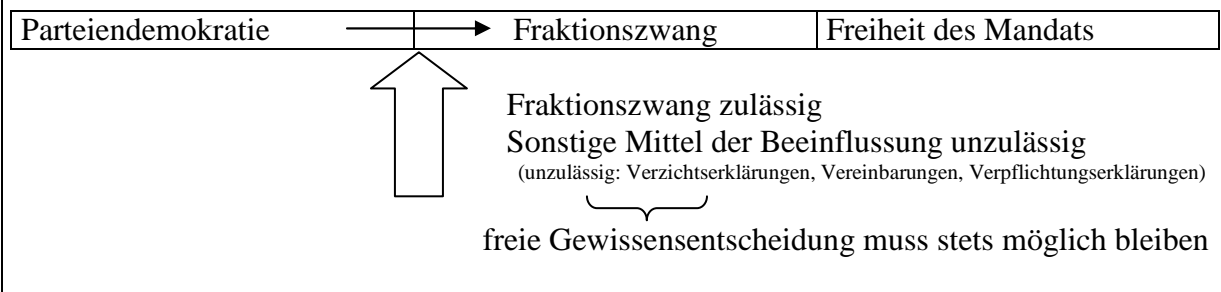 Parteiendemokratie Fraktionszwang Freiheit des Mandats
Fraktionszwang zulässig
Sonstige Mittel der Beeinflussung unzulässig
(unzulässig: Verzichtserklärungen, Vereinbarungen, Verpflichtungserklärungen)
freie Gewissensentscheidung muss stets möglich bleiben